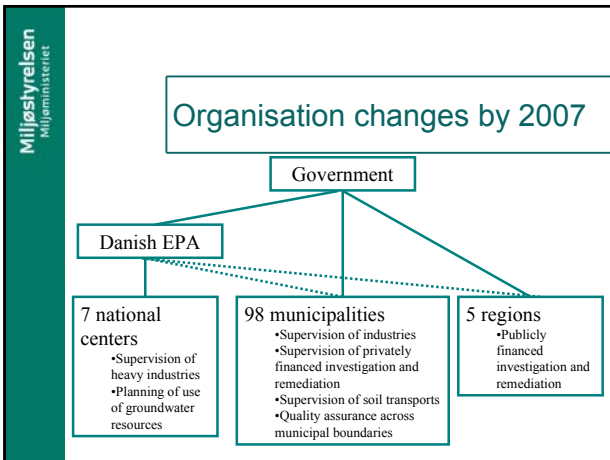 Miljøstyrelsen
Miljøministeriet
Organisation changes by 2007
Government
Danish EPA
7 national
centers
•Supervision of
heavy industries
•Planning of use
of groundwater
resources
98 municipalities
•Supervision of industries
•Supervision of privately
financed investigation and
remediation
•Supervision of soil transports
•Quality assurance across
municipal boundaries
5 regions
•Publicly
financed
investigation and
remediation